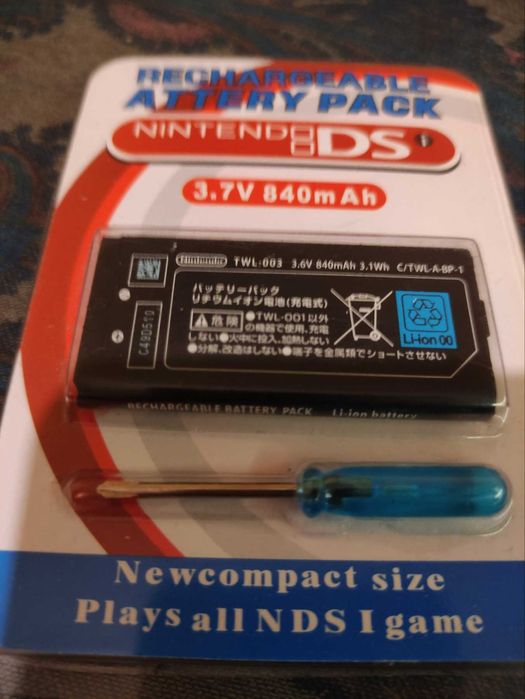 RECHARGEABLE
ATTERY PACK
NINTENDO DSi
3.7V 840mAh
Nintendo TWL-003 3.6V 840mAh 3.1Wh C/TWL-A-BP-1
バッテリーパック
リチウムイオン電池(充電式)
⚠危険 ●TWL-001以外
の機器で使用、充電
しない●火中に投入、加熱しない
●分解、改造はしない●端子を金属類でショートさせない
C49D510
Li-ion 00
RECHARGEABLE BATTERY PACK Li-ion battery
Newcompact size
Plays all NDS I game